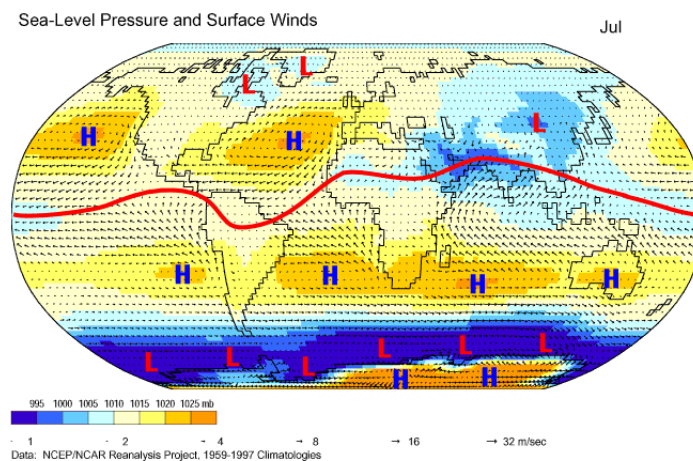 Sea-Level Pressure and Surface Winds
Jul
L
L
H
H
L
H
H
H
H
L
L
L
L
L
L
H
H
995 1000 1005 1010 1015 1020 1025 mb
1 2 4 8 16 32 m/sec
Data: NCEP/NCAR Reanalysis Project, 1959-1997 Climatologies